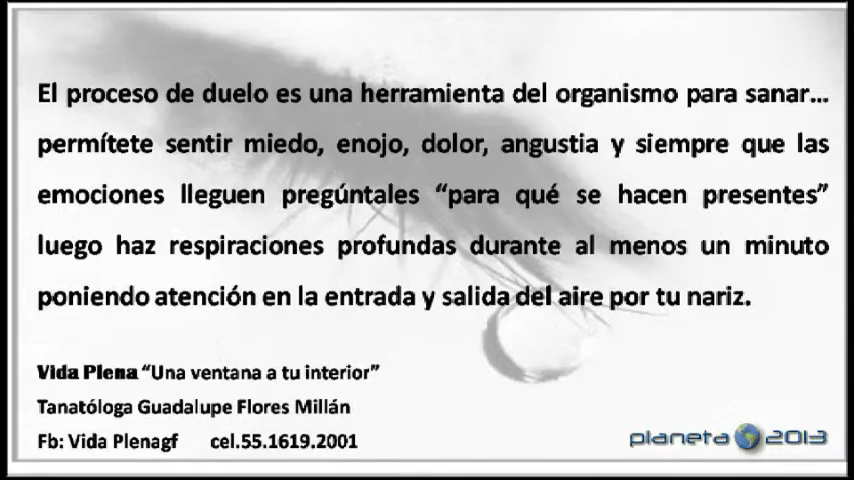 El proceso de duelo es una herramienta del organismo para sanar...
permítete sentir miedo, enojo, dolor, angustia y siempre que las
emociones lleguen pregúntales “para qué se hacen presentes”
luego haz respiraciones profundas durante al menos un minuto
poniendo atención en la entrada y salida del aire por tu nariz.
Vida Plena “Una ventana a tu interior”
Tanatóloga Guadalupe Flores Millán
Fb: Vida Plenagf cel.55.1619.2001
planeta 2013